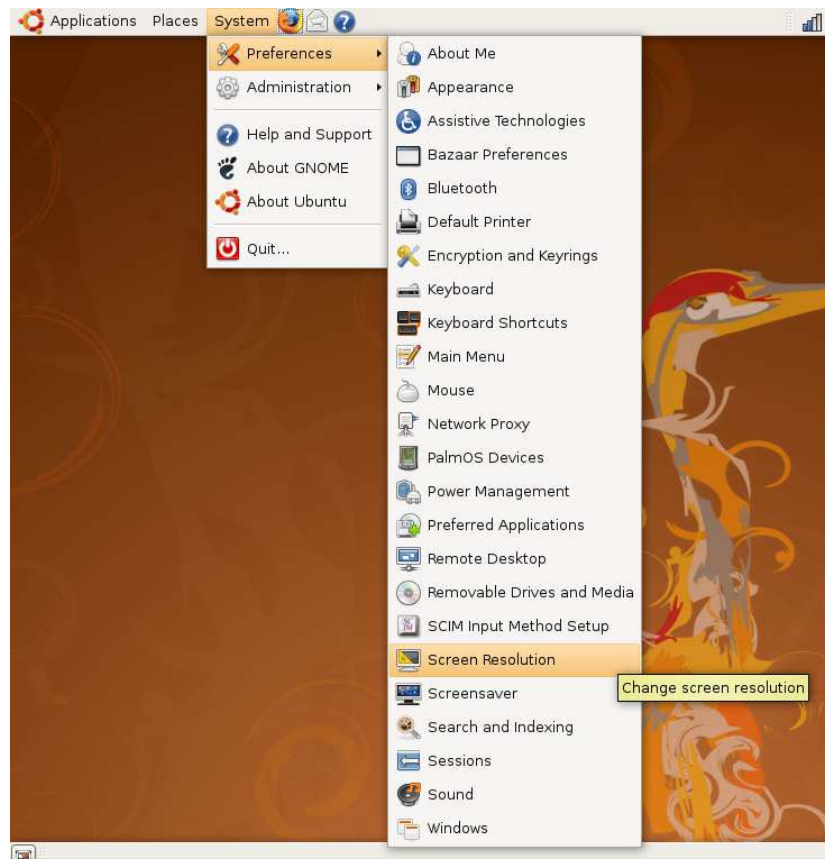 Applications Places System
Preferences
Administration
Help and Support
About GNOME
About Ubuntu
Quit...
About Me
Appearance
Assistive Technologies
Bazaar Preferences
Bluetooth
Default Printer
Encryption and Keyrings
Keyboard
Keyboard Shortcuts
Main Menu
Mouse
Network Proxy
PalmOS Devices
Power Management
Preferred Applications
Remote Desktop
Removable Drives and Media
SCIM Input Method Setup
Screen Resolution
Change screen resolution
Screensaver
Search and Indexing
Sessions
Sound
Windows